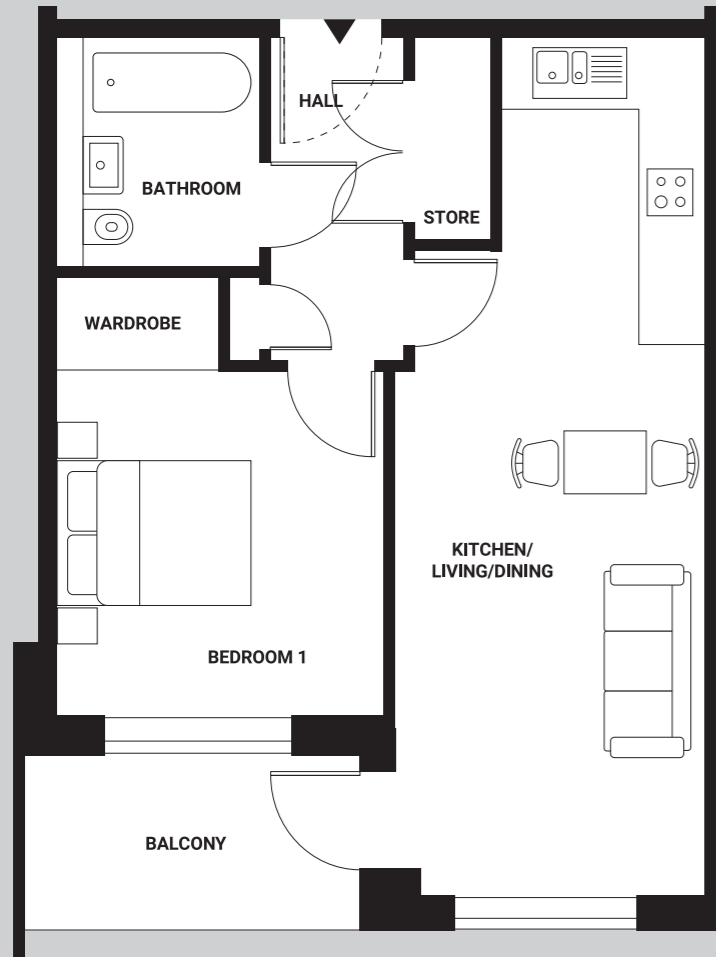 HALL
BATHROOM
STORE
WARDROBE
KITCHEN/
LIVING/DINING
BEDROOM 1
BALCONY